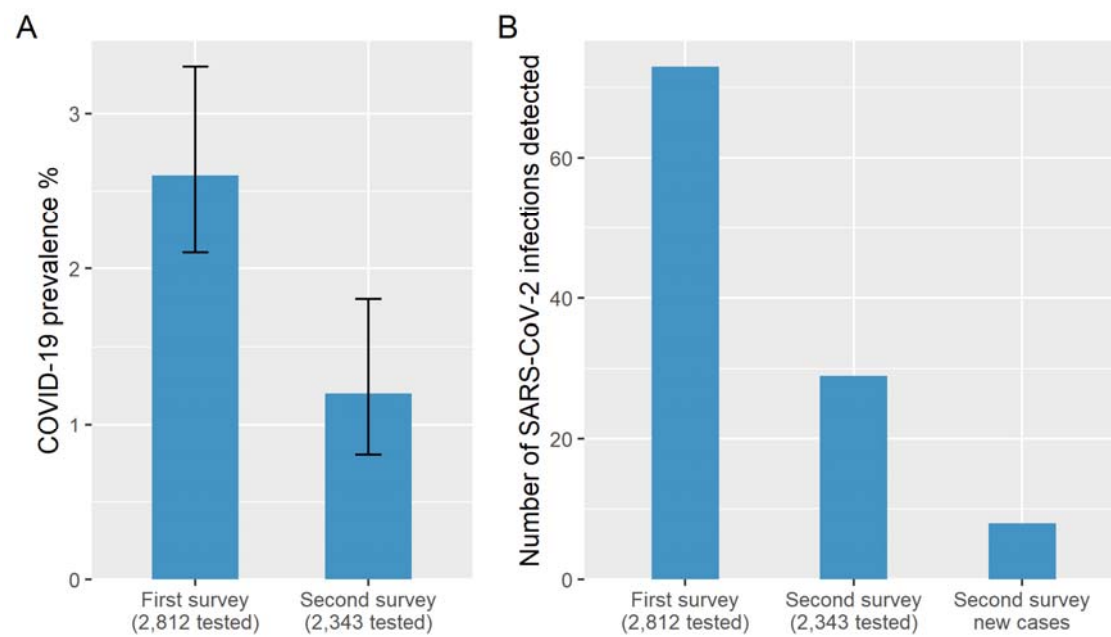 A
COVID-19 prevalence %
3
2
1
0
First survey
(2,812 tested)
Second survey
(2,343 tested)
B
Number of SARS-CoV-2 infections detected
60
40
20
0
First survey
(2,812 tested)
Second survey
(2,343 tested)
Second survey
new cases